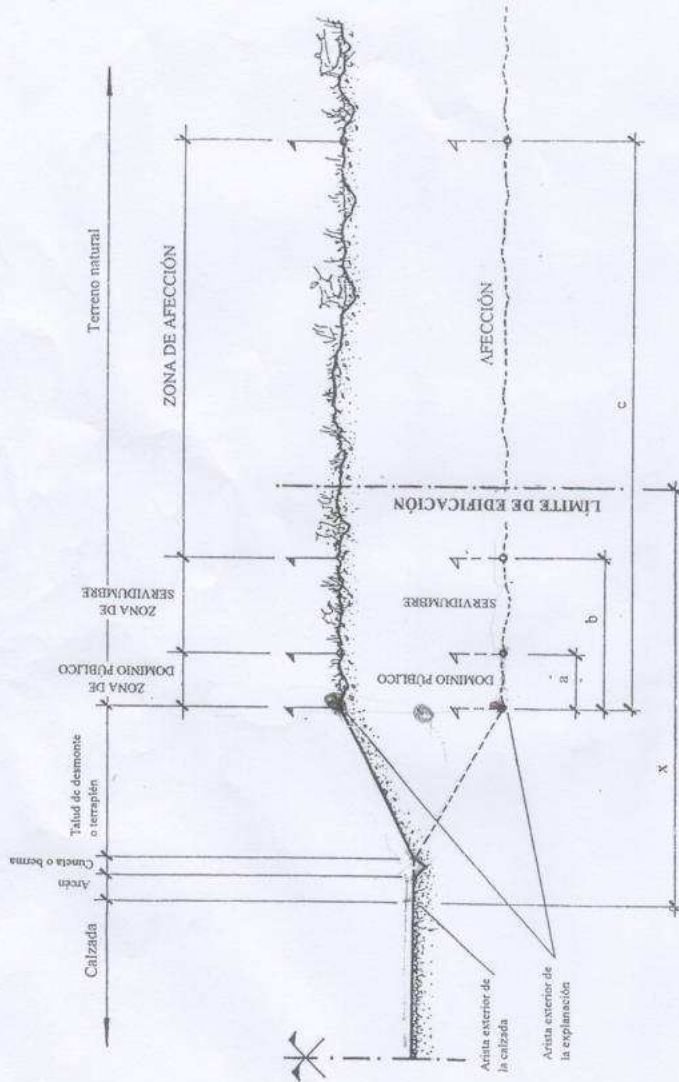 Calzada
Arcén
Cuneta o berma
Talud de desmonte
o terraplén
Terreno natural
ZONA DE
DOMINIO PÚBLICO
ZONA DE
SERVIDUMBRE
ZONA DE AFECCIÓN
DOMINIO PÚBLICO
SERVIDUMBRE
LÍMITE DE EDIFICACIÓN
AFECCIÓN
a
b
c
x
Arista exterior de
la calzada
Arista exterior de
la explanación